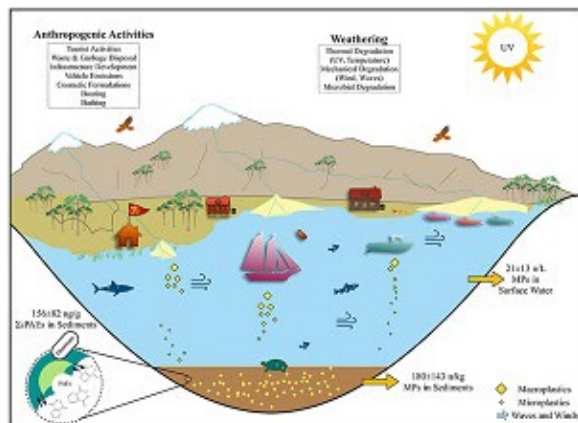 Anthropogenic Activities
Tourist Activities
Waste & Garbage Disposal
Infrastructure Development
Vehicle Emissions
Cosmetic Formulations
Boating
Bathing
Weathering
Thermal Degradation
(UV, Temperature)
Mechanical Degradation
(Wind, Waves)
Microbial Degradation
UV
21±13 n/L
MPs in
Surface Water
156±82 ng/g
PAEs in Sediments
180±143 n/kg
MPs in Sediments
Macroplastics
Microplastics
Waves and Winds